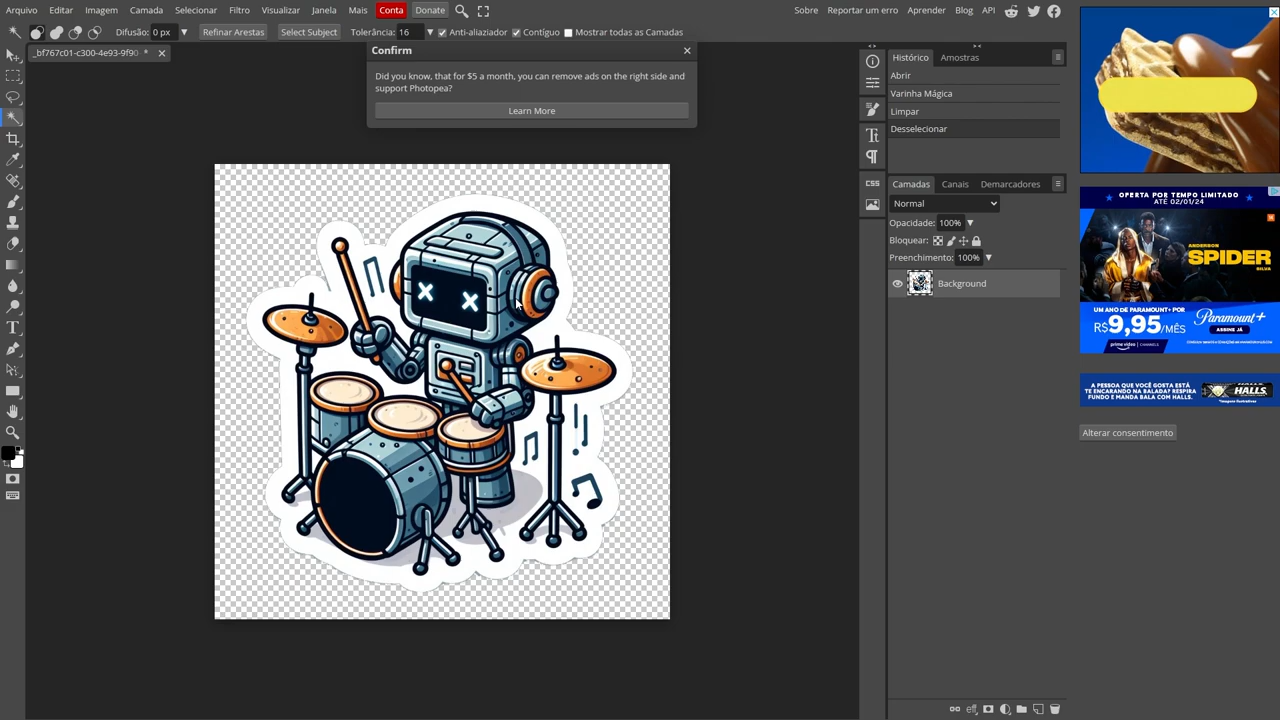 Arquivo Editar Imagem Camada Selecionar Filtro Visualizar Janela Mais Conta Donate
Sobre Reportar um erro Aprender Blog API
Difusão: 0 px Refinar Arestas Select Subject Tolerância: 16 Anti-aliaziador Contíguo Mostrar todas as Camadas
_bf767c01-c300-4e93-9f90 *
Confirm
Did you know, that for $5 a month, you can remove ads on the right side and
support Photopea?
Learn More
Histórico Amostras
Abrir
Varinha Mágica
Limpar
Desselecionar
CSS
Camadas Canais Demarcadores
Normal
Opacidade: 100%
Bloquear:
Preenchimento: 100%
Background
eff
OFERTA POR TEMPO LIMITADO
ATÉ 02/01/24
ANDERSON
SPIDER
SILVA
UM ANO DE PARAMOUNT+ POR
R$9,95/MÊS
Paramount+
ASSINE JÁ
prime video CHANNELS
A PESSOA QUE VOCÊ GOSTA ESTÁ
TE ENCARANDO NA BALADA? RESPIRA
FUNDO E MANDA BALA COM HALLS.
HALLS
Alterar consentimento